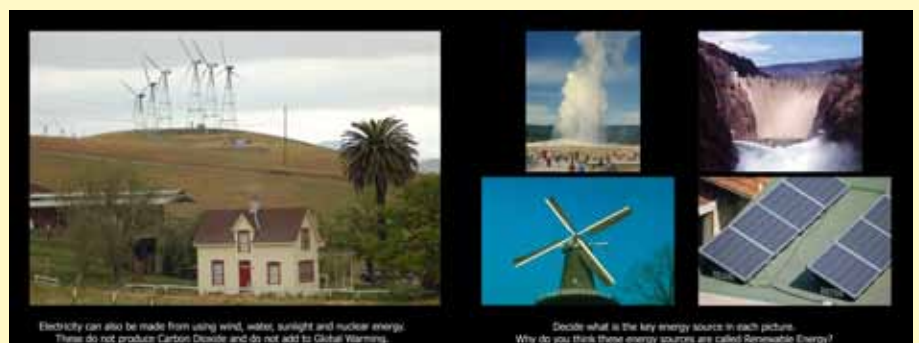 Electricity can also be made from using wind, water, sunlight and nuclear energy.
These do not produce Carbon Dioxide and do not add to Global Warming.
Decide what is the key energy source in each picture.
Why do you think these energy sources are called Renewable Energy?